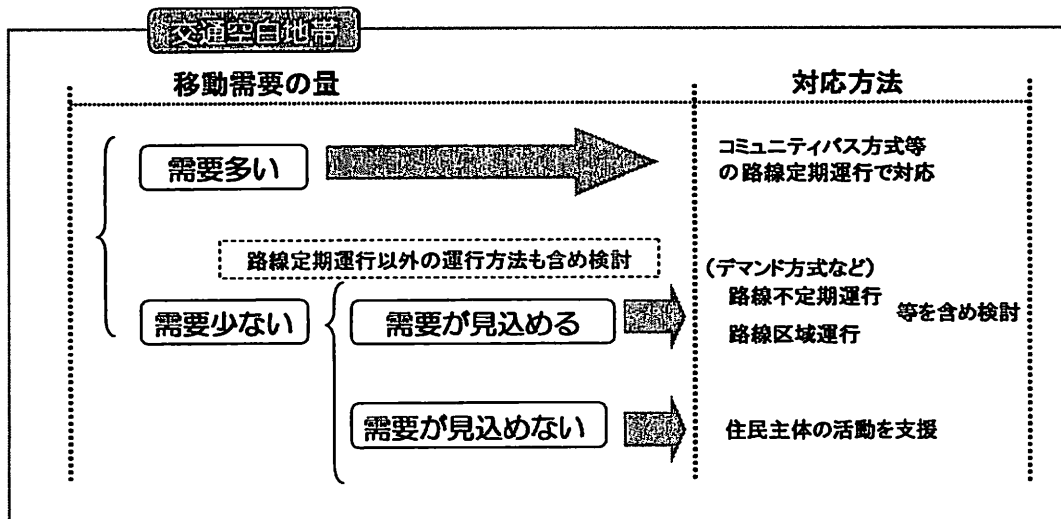 交通空白地帯
移動需要の量
対応方法
需要多い
コミュニティバス方式等
の路線定期運行で対応
路線定期運行以外の運行方法も含め検討
需要少ない
需要が見込める
(デマンド方式など)
路線不定期運行
路線区域運行
等を含め検討
需要が見込めない
住民主体の活動を支援